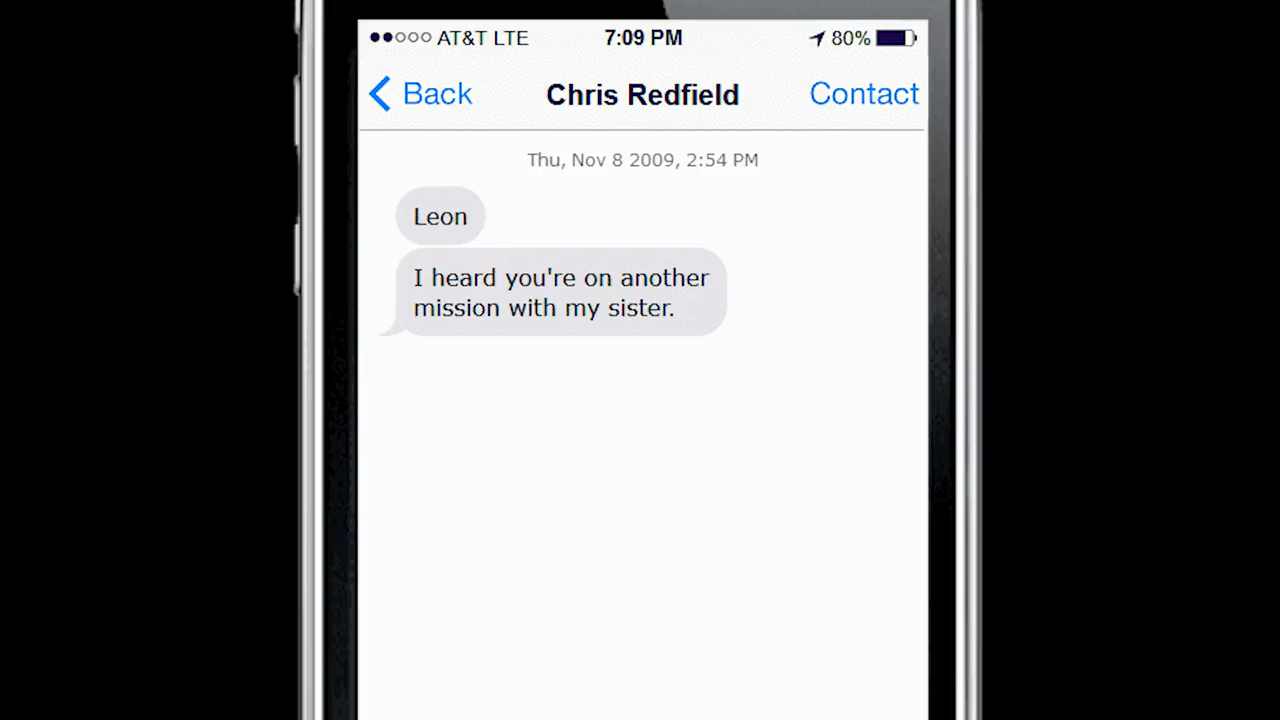 AT&T LTE 7:09 PM 80%
Back Chris Redfield Contact
Thu, Nov 8 2009, 2:54 PM
Leon
I heard you're on another
mission with my sister.